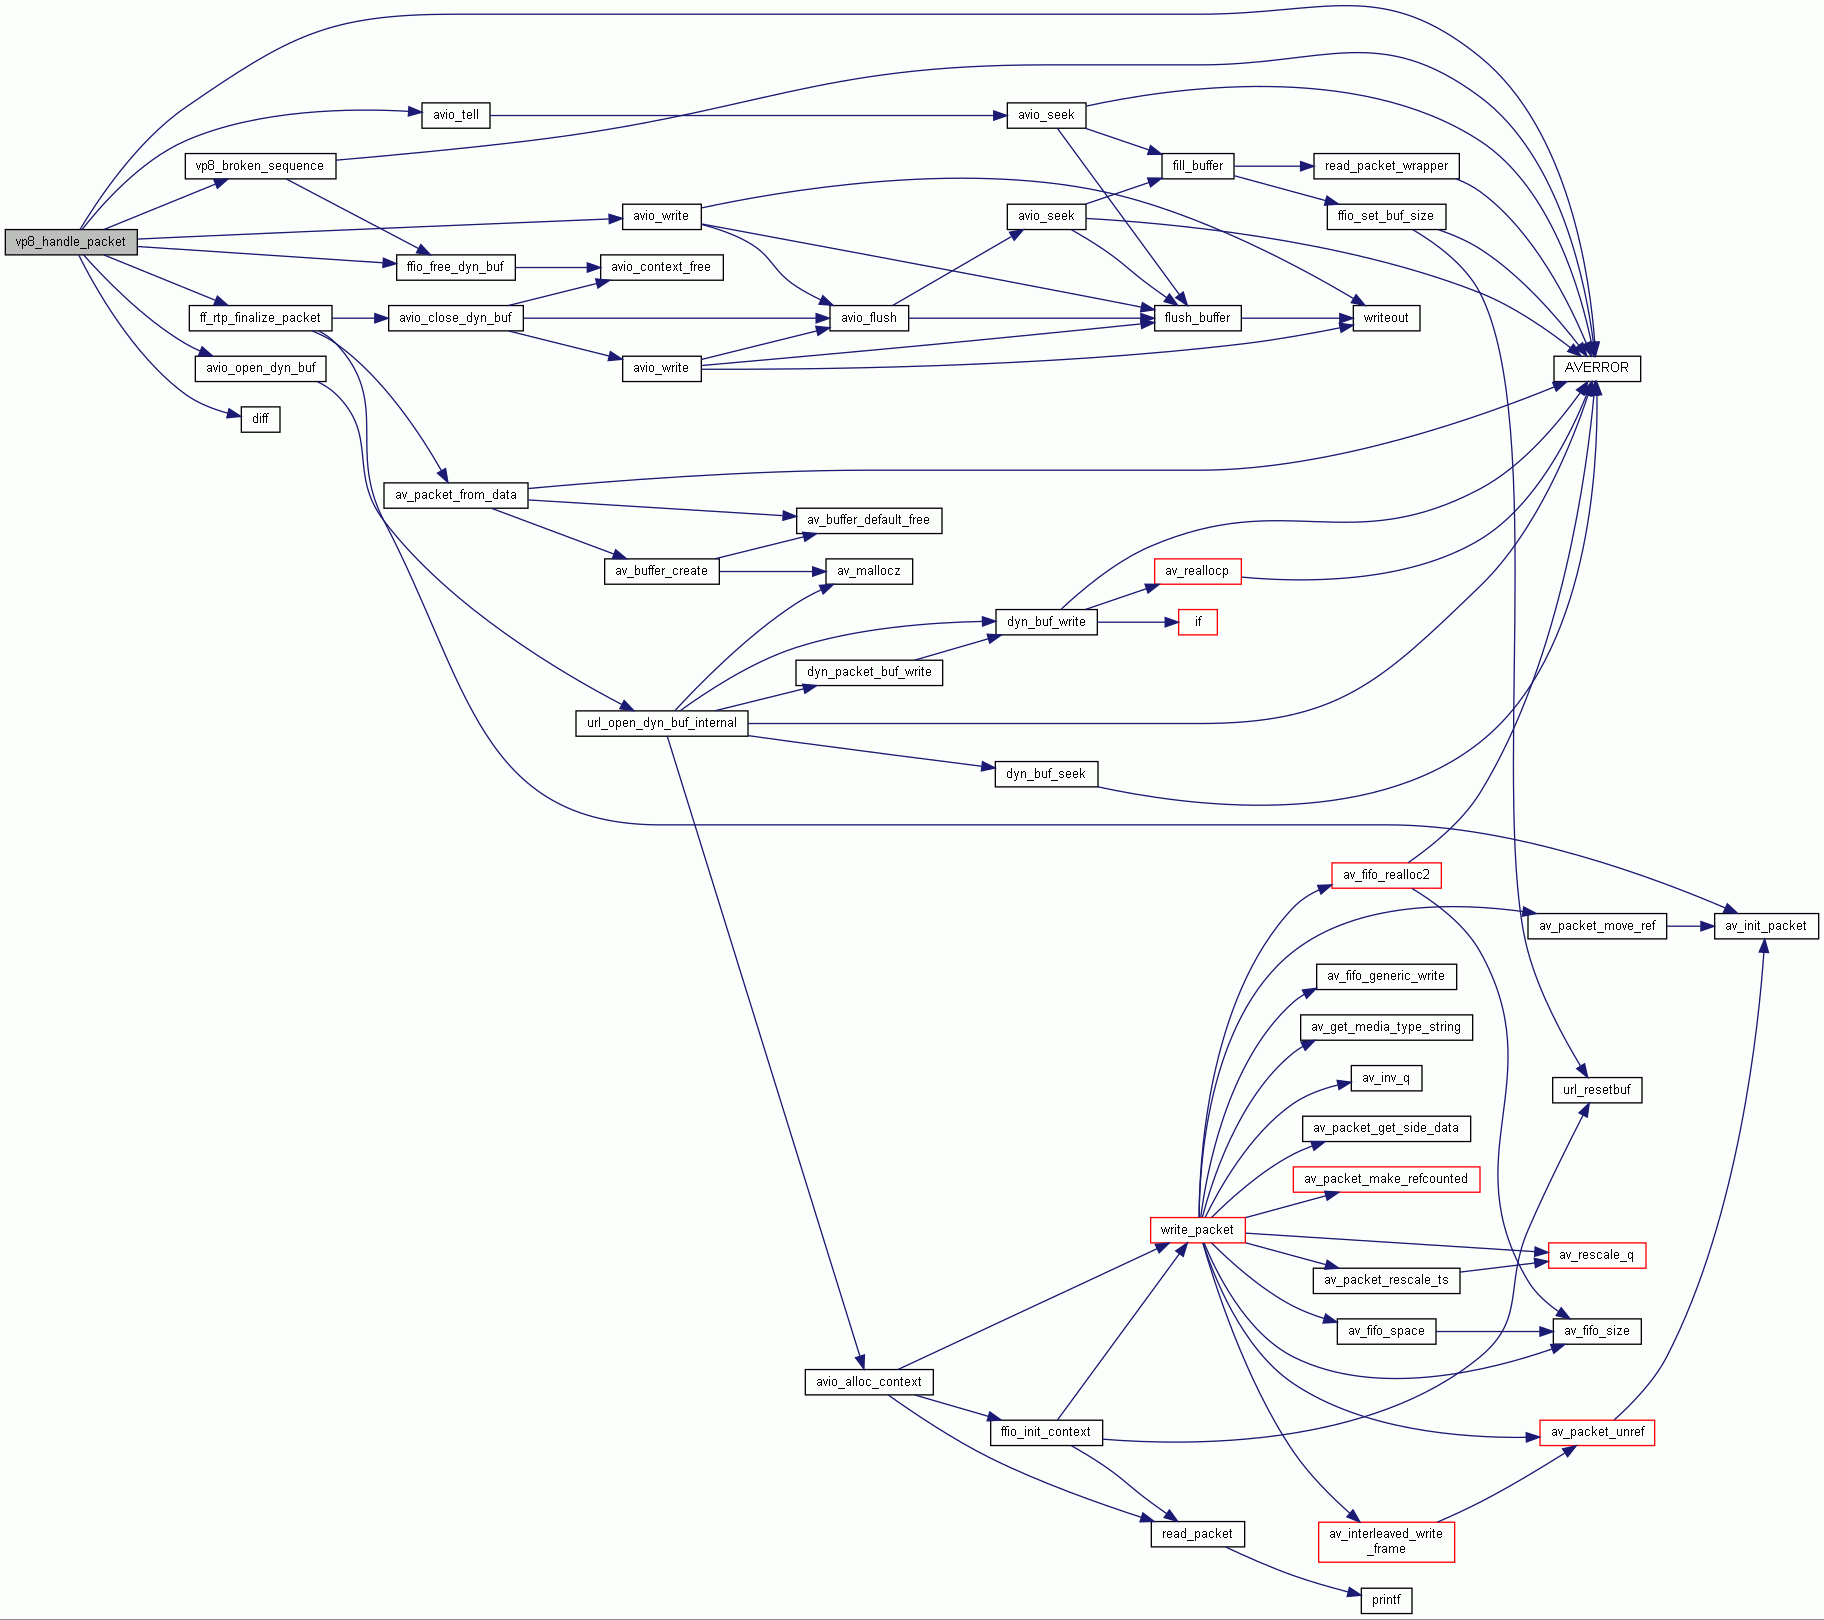 avio_tell
avio_seek
vp8_broken_sequence
fill_buffer
read_packet_wrapper
avio_write
avio_seek
ffio_set_buf_size
vp8_handle_packet
ffio_free_dyn_buf
avio_context_free
ff_rtp_finalize_packet
avio_close_dyn_buf
avio_flush
flush_buffer
writeout
avio_open_dyn_buf
avio_write
AVERROR
diff
av_packet_from_data
av_buffer_default_free
av_buffer_create
av_mallocz
av_reallocp
dyn_buf_write
if
dyn_packet_buf_write
url_open_dyn_buf_internal
dyn_buf_seek
av_fifo_realloc2
av_packet_move_ref
av_init_packet
av_fifo_generic_write
av_get_media_type_string
av_inv_q
url_resetbuf
av_packet_get_side_data
av_packet_make_refcounted
write_packet
av_rescale_q
av_packet_rescale_ts
av_fifo_space
av_fifo_size
avio_alloc_context
ffio_init_context
av_packet_unref
read_packet
av_interleaved_write
_frame
printf